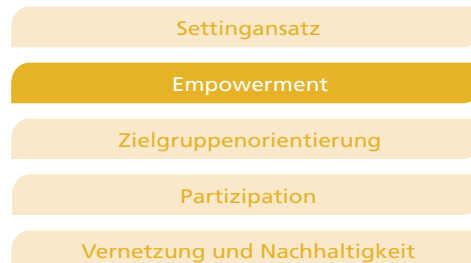 Settingansatz
Empowerment
Zielgruppenorientierung
Partizipation
Vernetzung und Nachhaltigkeit